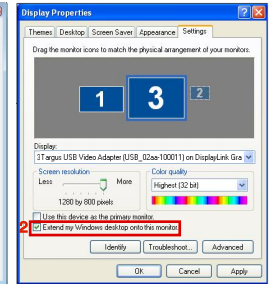 Display Properties
Themes Desktop Screen Saver Appearance Settings
Drag the monitor icons to match the physical arrangement of your monitors.
1 3 2
Display:
3Targus USB Video Adapter (USB_02aa-100011) on DisplayLink Gra
Screen resolution
Color quality
Less More
Highest (32 bit)
1280 by 800 pixels
Use this device as the primary monitor.
2 Extend my Windows desktop onto this monitor.
Identify Troubleshoot... Advanced
OK Cancel Apply